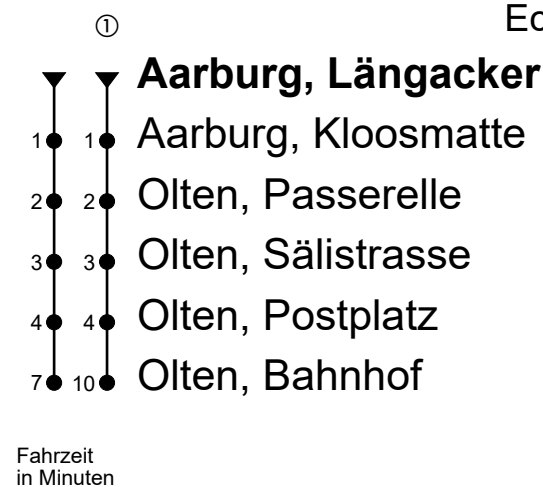 Ec
①
Aarburg, Längacker
1 1 Aarburg, Kloosmatte
2 2 Olten, Passerelle
3 3 Olten, Sälistrasse
4 4 Olten, Postplatz
7 10 Olten, Bahnhof
Fahrzeit
in Minuten